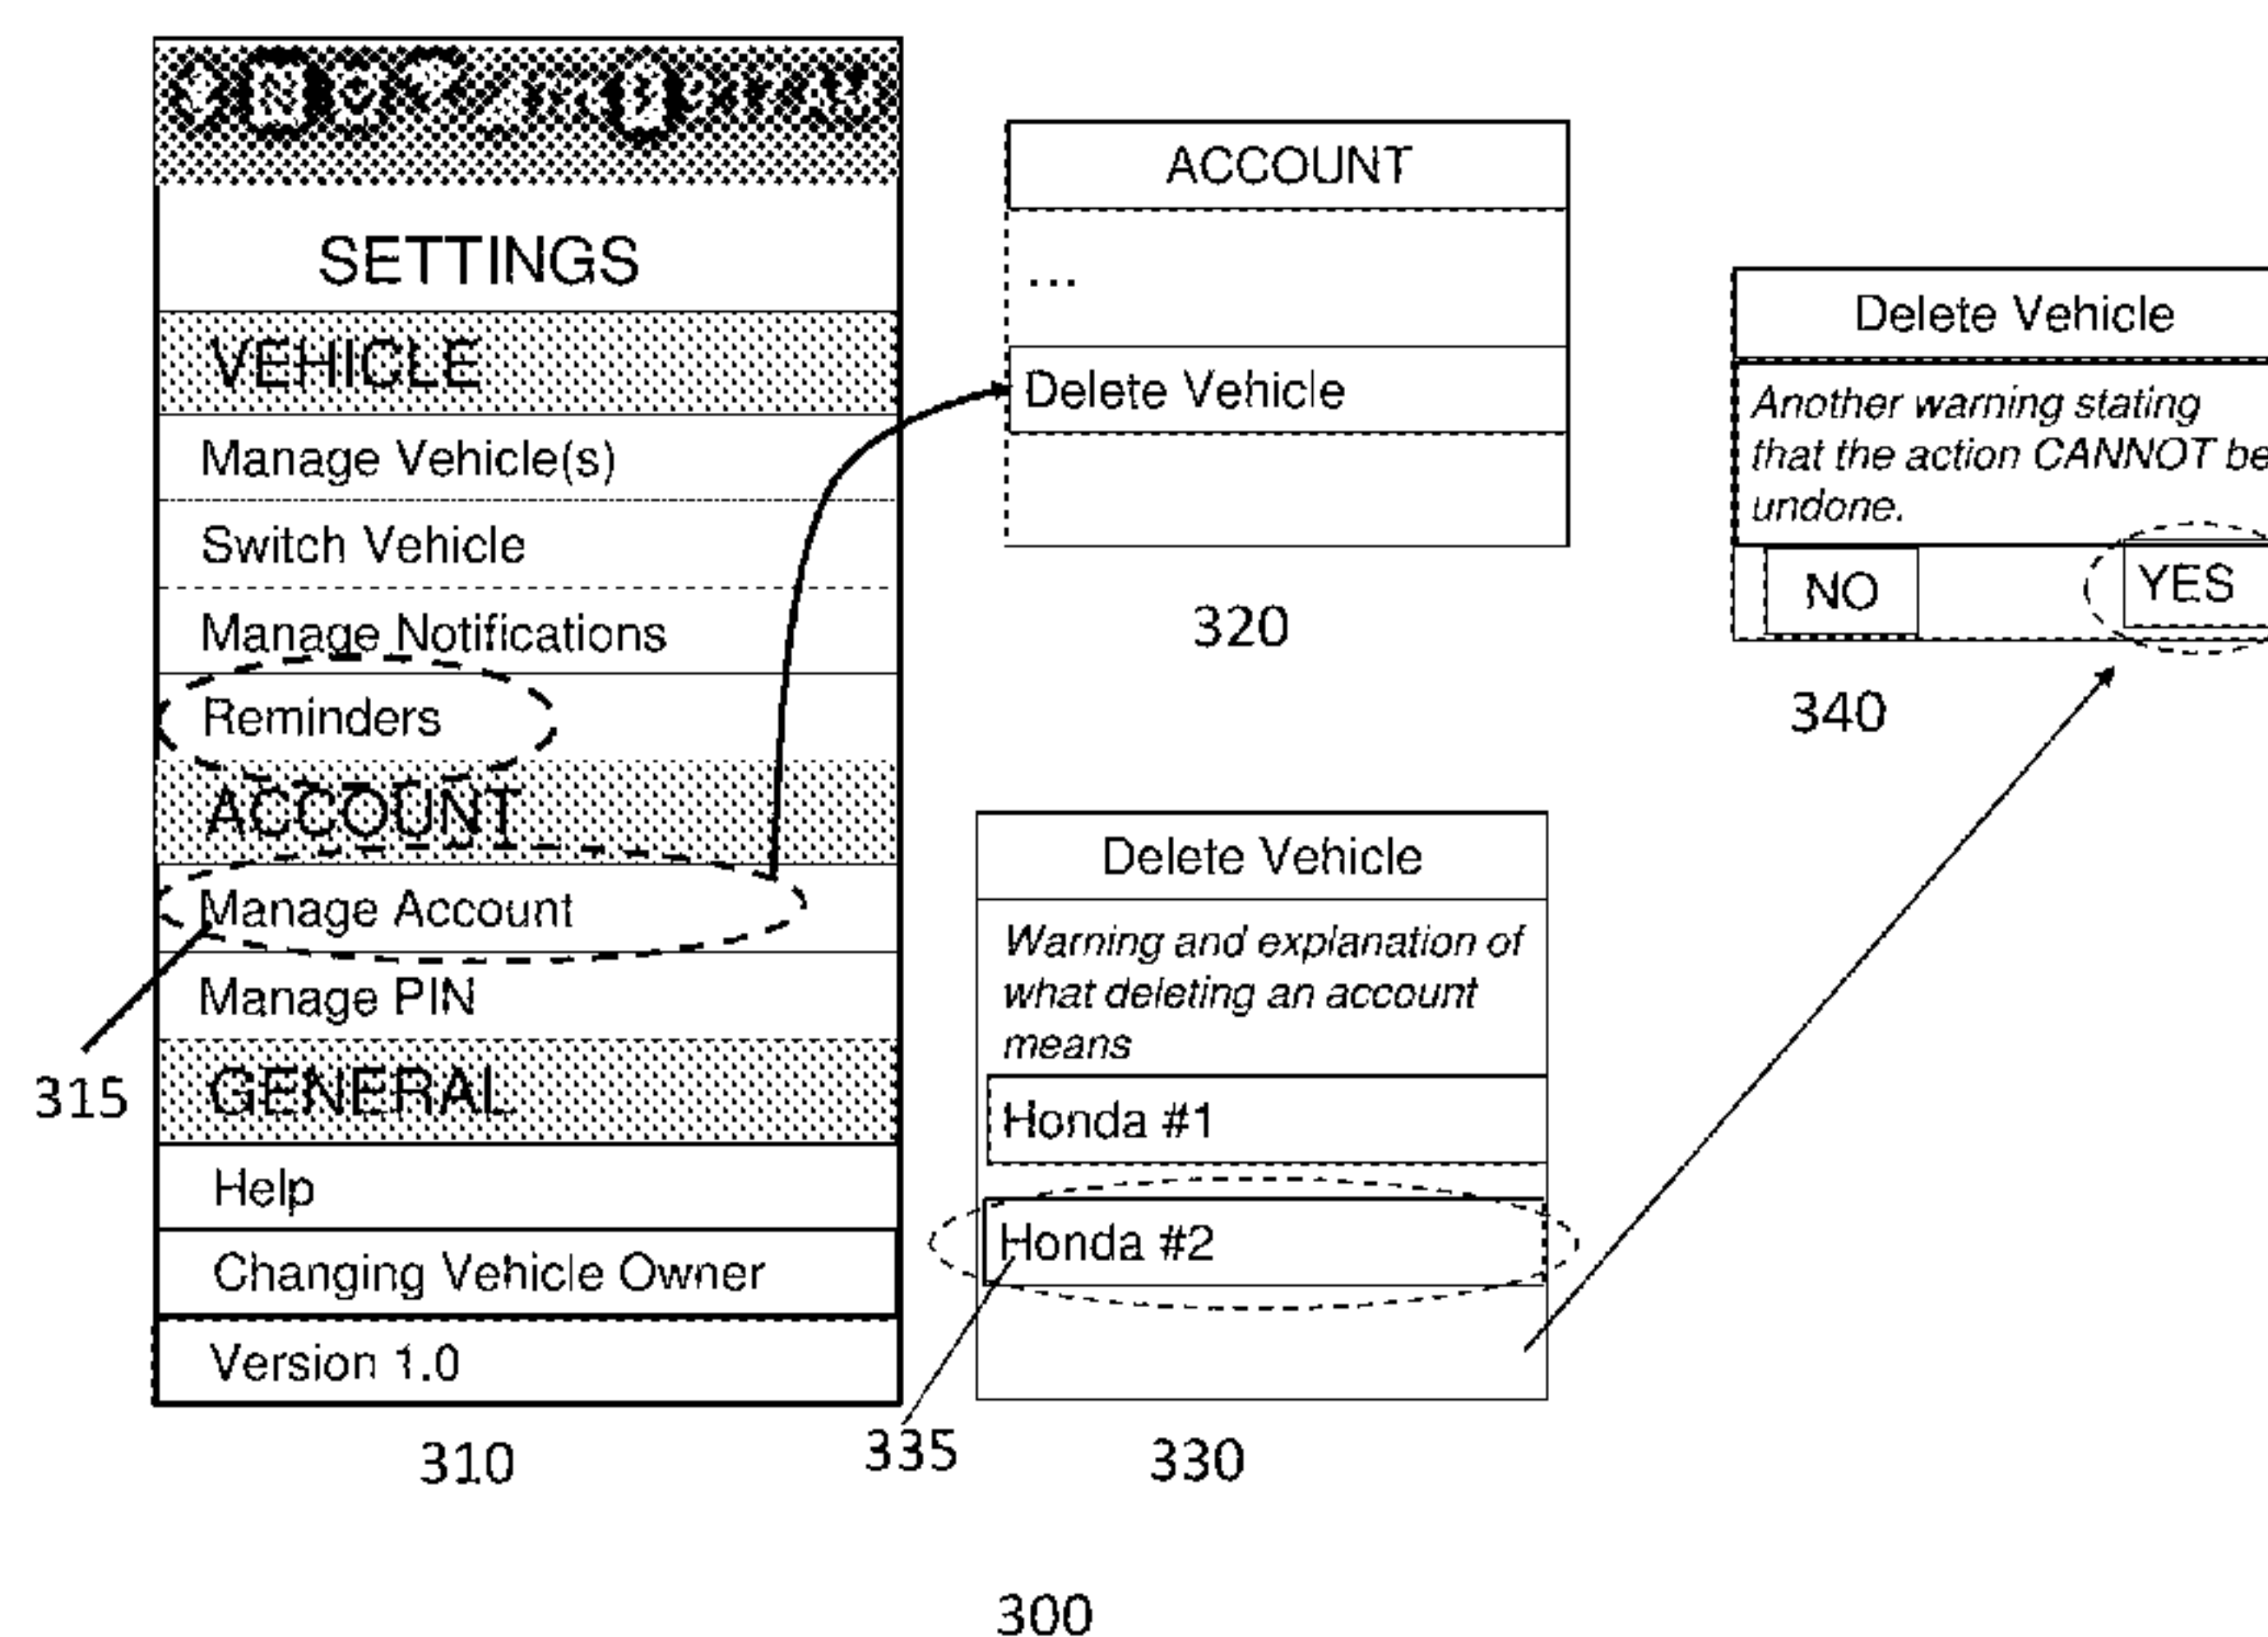 SETTINGS
VEHICLE
Manage Vehicle(s)
Switch Vehicle
Manage Notifications
Reminders
ACCOUNT
Manage Account
Manage PIN
GENERAL
Help
Changing Vehicle Owner
Version 1.0
315
310
ACCOUNT
...
Delete Vehicle
320
Delete Vehicle
Warning and explanation of
what deleting an account
means
Honda #1
Honda #2
335
330
Delete Vehicle
Another warning stating
that the action CANNOT be
undone.
NO
YES
340
300